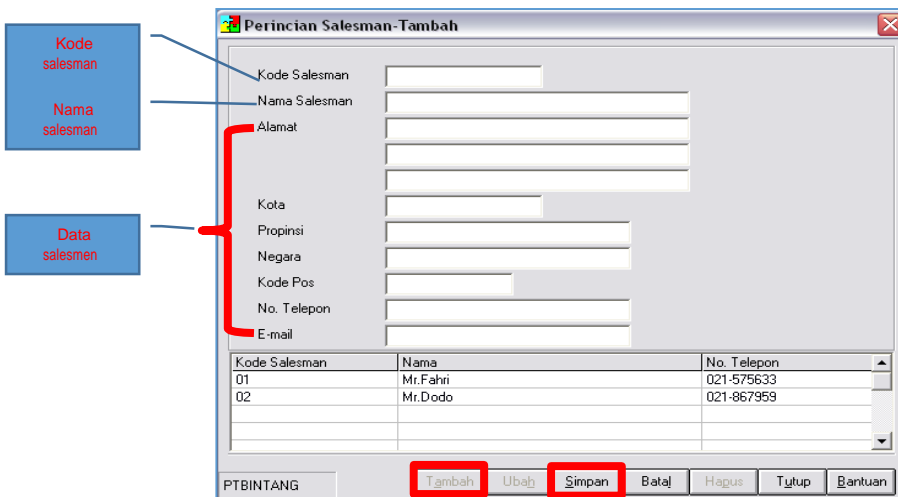 Perincian Salesman-Tambah
Kode
salesman
Nama
salesman
Data
salesmen
Kode Salesman
Nama Salesman
Alamat
Kota
Propinsi
Negara
Kode Pos
No. Telepon
E-mail
Kode Salesman Nama No. Telepon
01 Mr.Fahri 021-575633
02 Mr.Dodo 021-867959
PTBINTANG Tambah Ubah Simpan Batal Hapus Tutup Bantuan